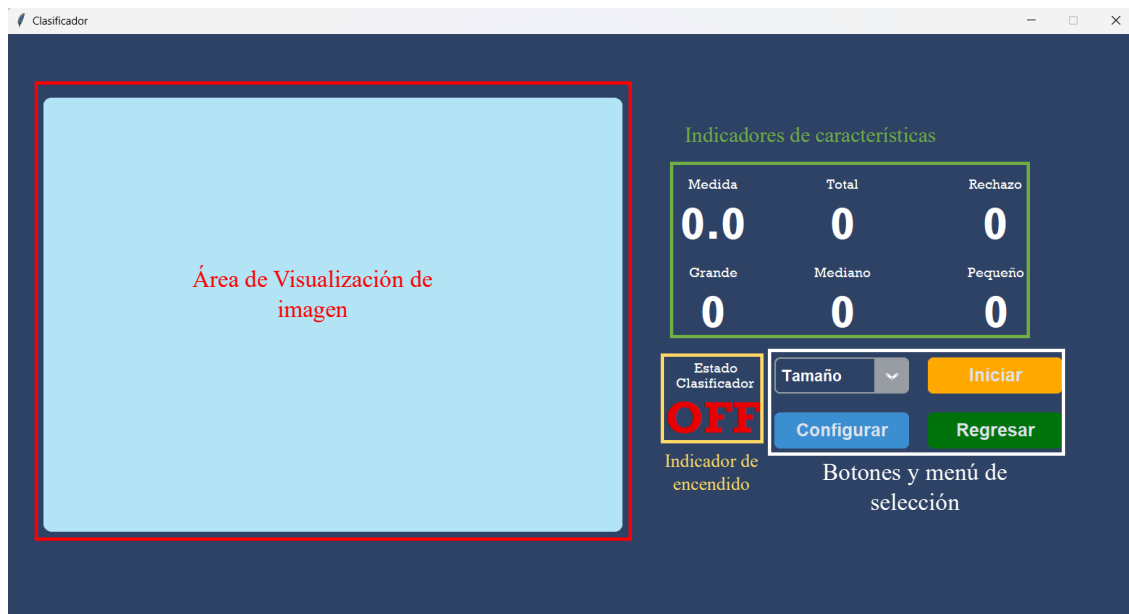 Clasificador
Área de Visualización de
imagen
Indicadores de características
Medida Total Rechazo
0.0 0 0
Grande Mediano Pequeño
0 0 0
Estado
Clasificador
OFF
Tamaño Iniciar
Configurar Regresar
Indicador de
encendido
Botones y menú de
selección